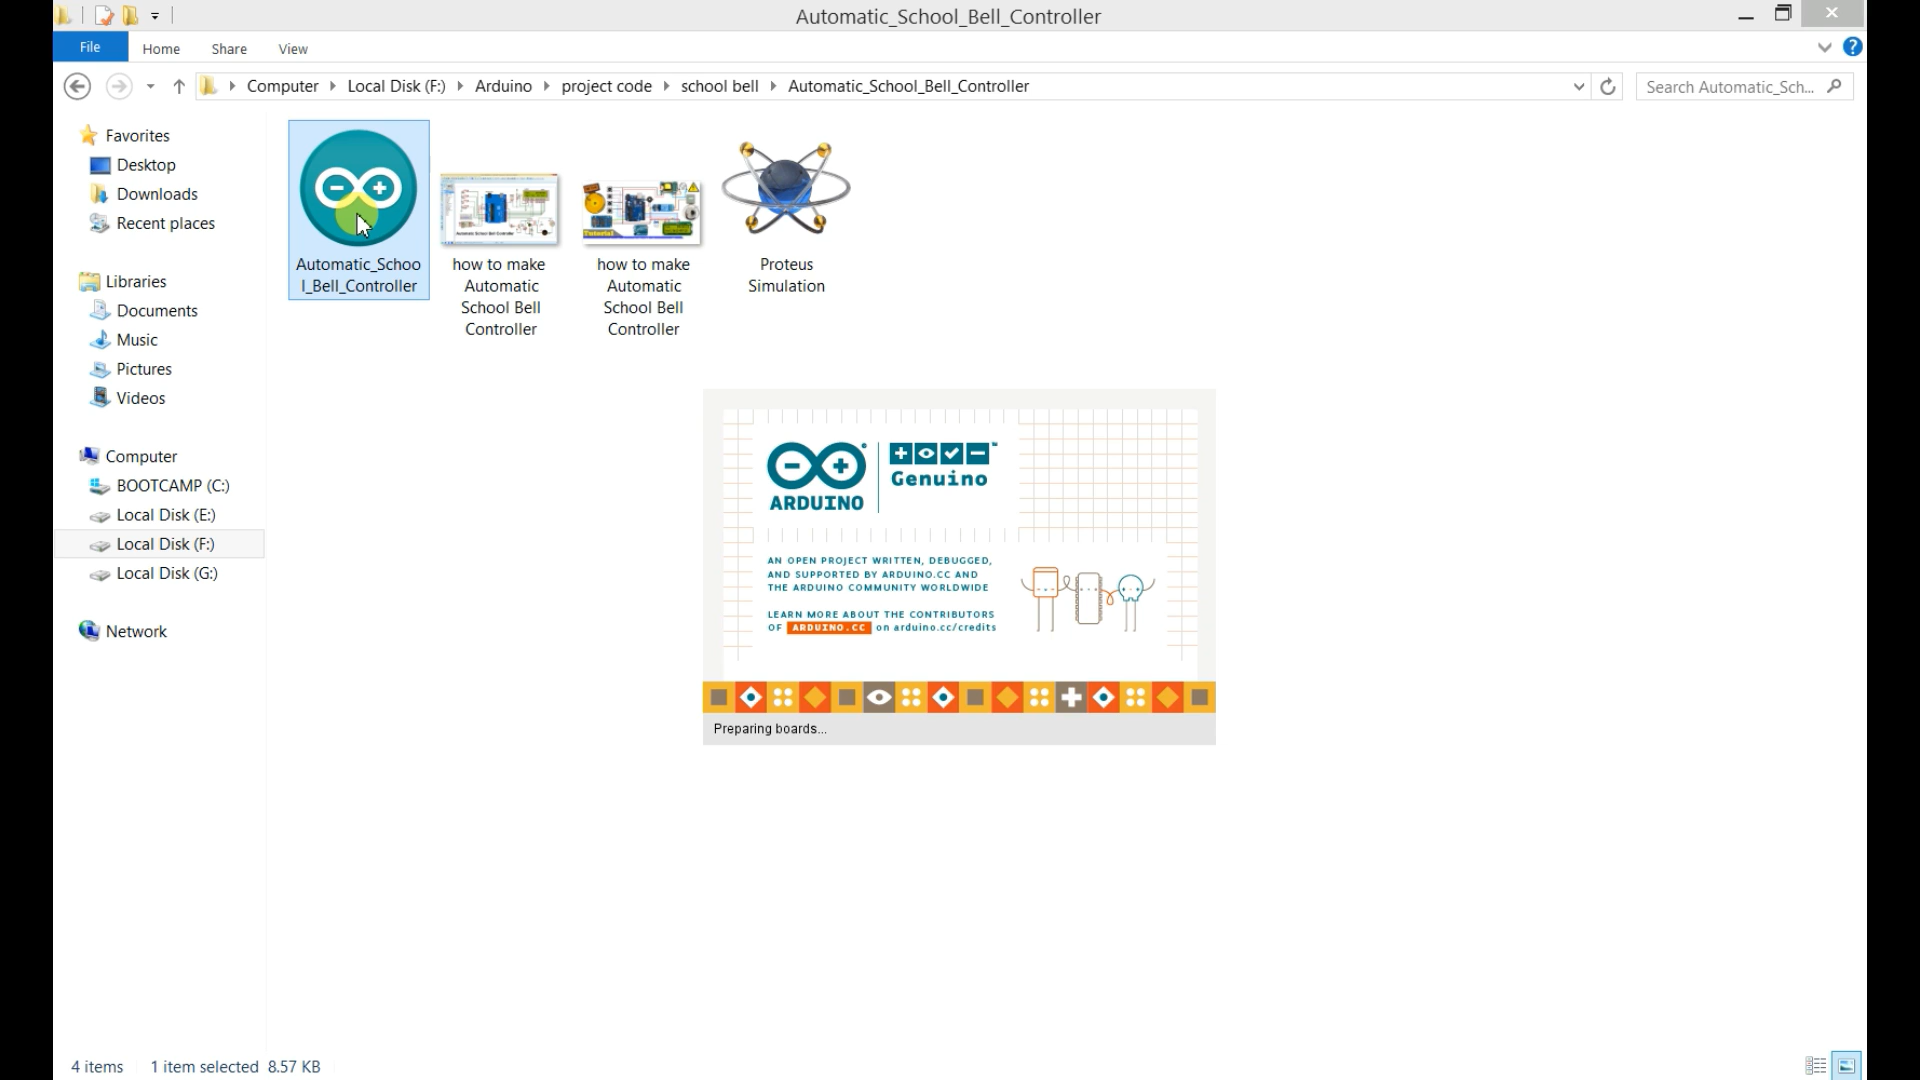 Automatic_School_Bell_Controller
File
Home
Share
View
Computer
Local Disk (F:)
Arduino
project code
school bell
Automatic_School_Bell_Controller
Search Automatic_Sch...
Favorites
Desktop
Downloads
Recent places
Libraries
Documents
Music
Pictures
Videos
Computer
BOOTCAMP (C:)
Local Disk (E:)
Local Disk (F:)
Local Disk (G:)
Network
Automatic_Schoo
l_Bell_Controller
how to make
Automatic
School Bell
Controller
Tutorial
how to make
Automatic
School Bell
Controller
Proteus
Simulation
ARDUINO
Genuino
AN OPEN PROJECT WRITTEN, DEBUGGED,
AND SUPPORTED BY ARDUINO.CC AND
THE ARDUINO COMMUNITY WORLDWIDE
LEARN MORE ABOUT THE CONTRIBUTORS
OF ARDUINO.CC on arduino.cc/credits
Preparing boards...
4 items
1 item selected 8.57 KB